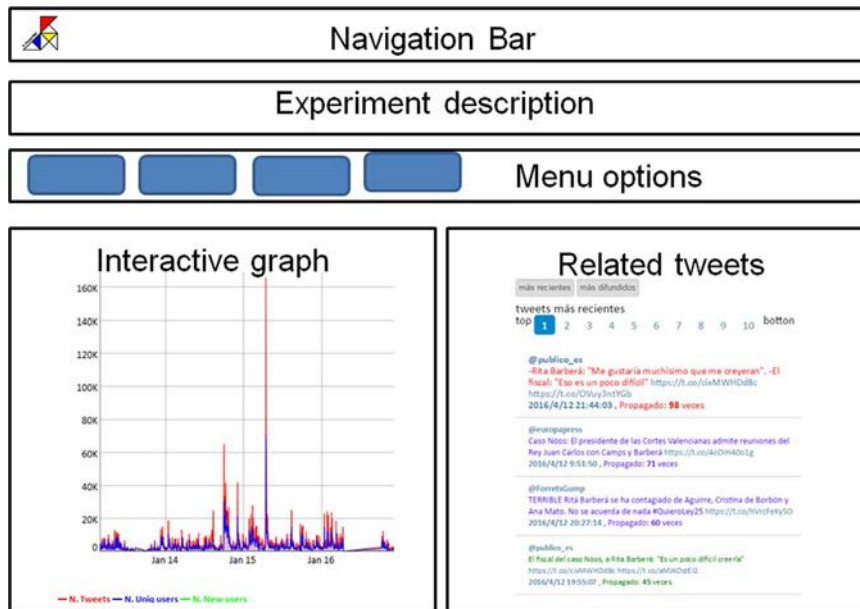 Navigation Bar
Experiment description
Menu options
Interactive graph
160K
140K
120K
100K
80K
60K
40K
20K
0
Jan 14 Jan 15 Jan 16
N. Tweets N. Uniq users N. New users
Related tweets
más recientes más difundidos
tweets más recientes
top 1 2 3 4 5 6 7 8 9 10 botton
@publico_es
-Rita Barberá: "Me gustaría muchísimo que me creyeran". -El
fiscal: "Eso es un poco difícil" https://t.co/cixMWHDd8c
https://t.co/OVuy3ntYGb
2016/4/12 21:44:03 , Propagado: 98 veces
@europapress
Caso Nóos: El presidente de las Cortes Valencianas admite reuniones del
Rey Juan Carlos con Camps y Barberá
2016/4/12 9:51:50 , Propagado: 71 veces
@ForretsGump
TERRIBLE Ritá Barberá se ha contagiado de Aguirre, Cristina de Borbón y
Ana Mato. No se acuerda de nada #QuieroLey25
2016/4/12 20:27:14 , Propagado: 60 veces
@publico_es
El fiscal del caso Nóos, a Rita Barberá: "Es un poco difícil creerla"
2016/4/12 19:55:07 , Propagado: 45 veces